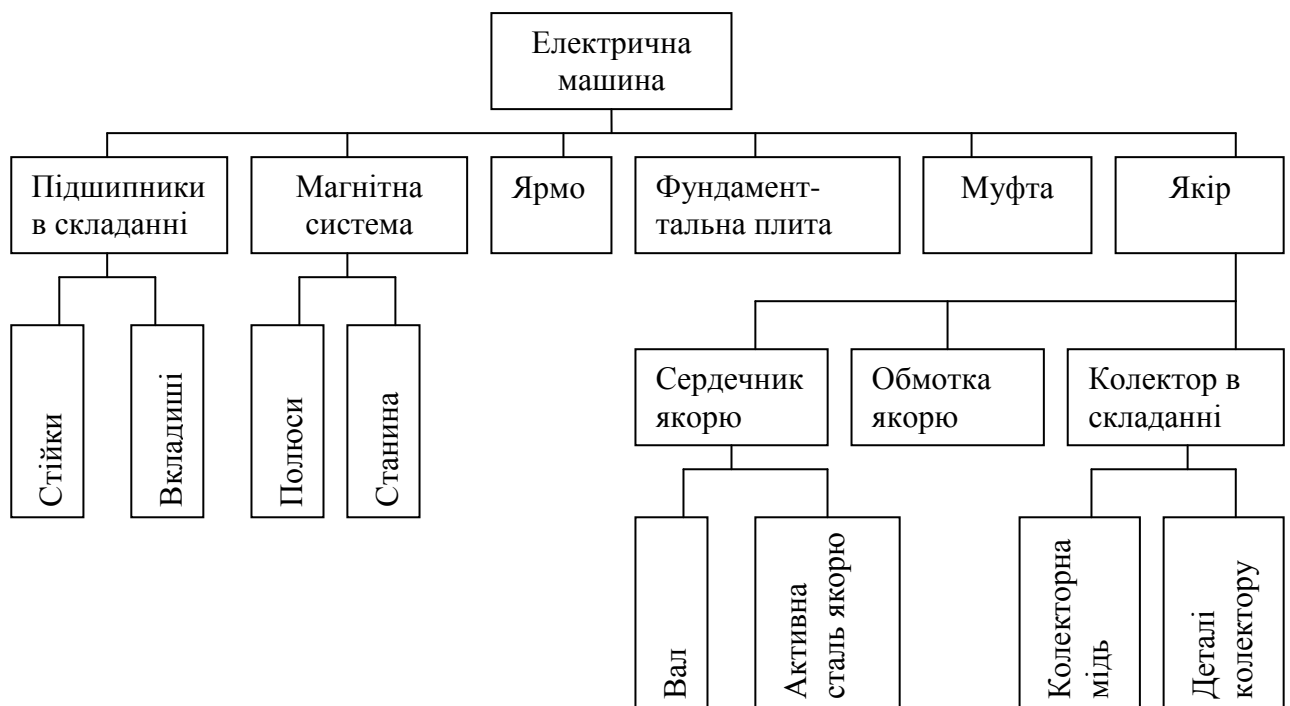 Електрична
машина
Підшипники
в складанні
Магнітна
система
Ярмо
Фундамент-
тальна плита
Муфта
Якір
Стійки
Вкладиші
Полюси
Станина
Сердечник
якорю
Обмотка
якорю
Колектор в
складанні
Вал
Активна
сталь якорю
Колекторна
мідь
Деталі
колектору